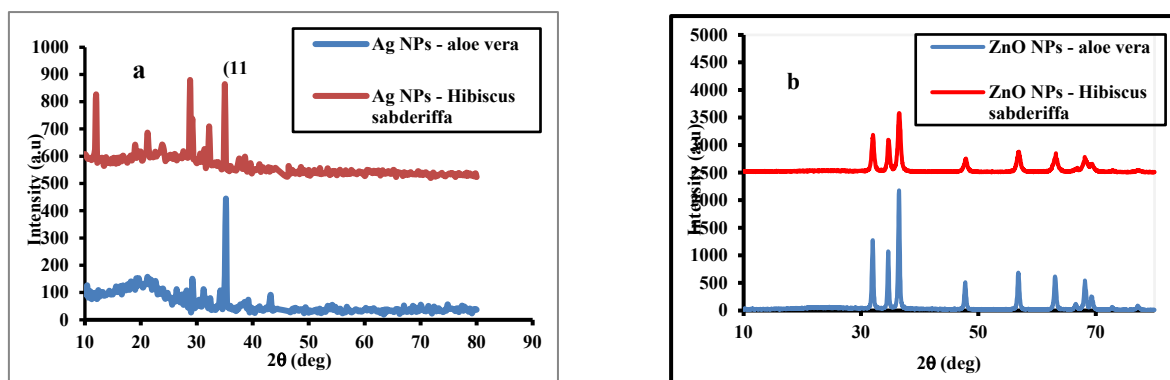 1000
900
800
700
600
500
400
300
200
100
0
Intensity (a.u)
a
(11
Ag NPs - aloe vera
Ag NPs - Hibiscus
sabderiffa
10 20 30 40 50 60 70 80 90
2θ (deg)
5000
4500
4000
3500
3000
2500
2000
1500
1000
500
0
Intensity (a.u)
b
ZnO NPs - aloe vera
ZnO NPs - Hibiscus
sabderiffa
10 30 50 70
2θ (deg)